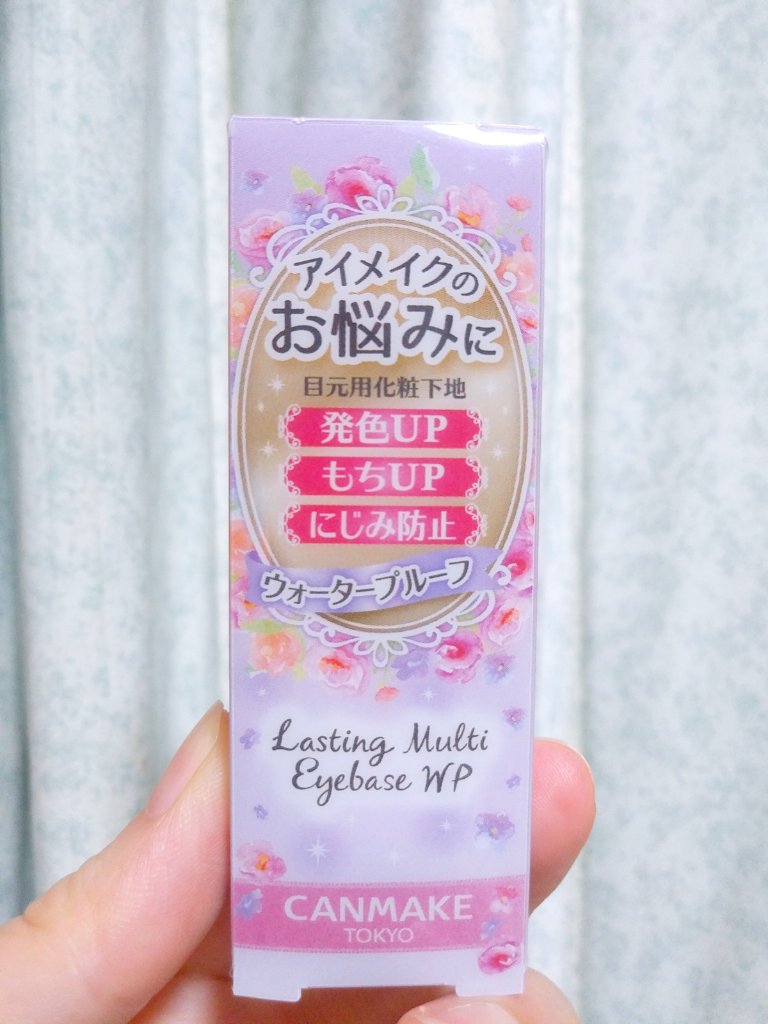 アイメイクの
お悩みに
目元用化粧下地
発色UP
もちUP
にじみ防止
ウォータープルーフ
Lasting Multi
Eyebase WP
CANMAKE
TOKYO